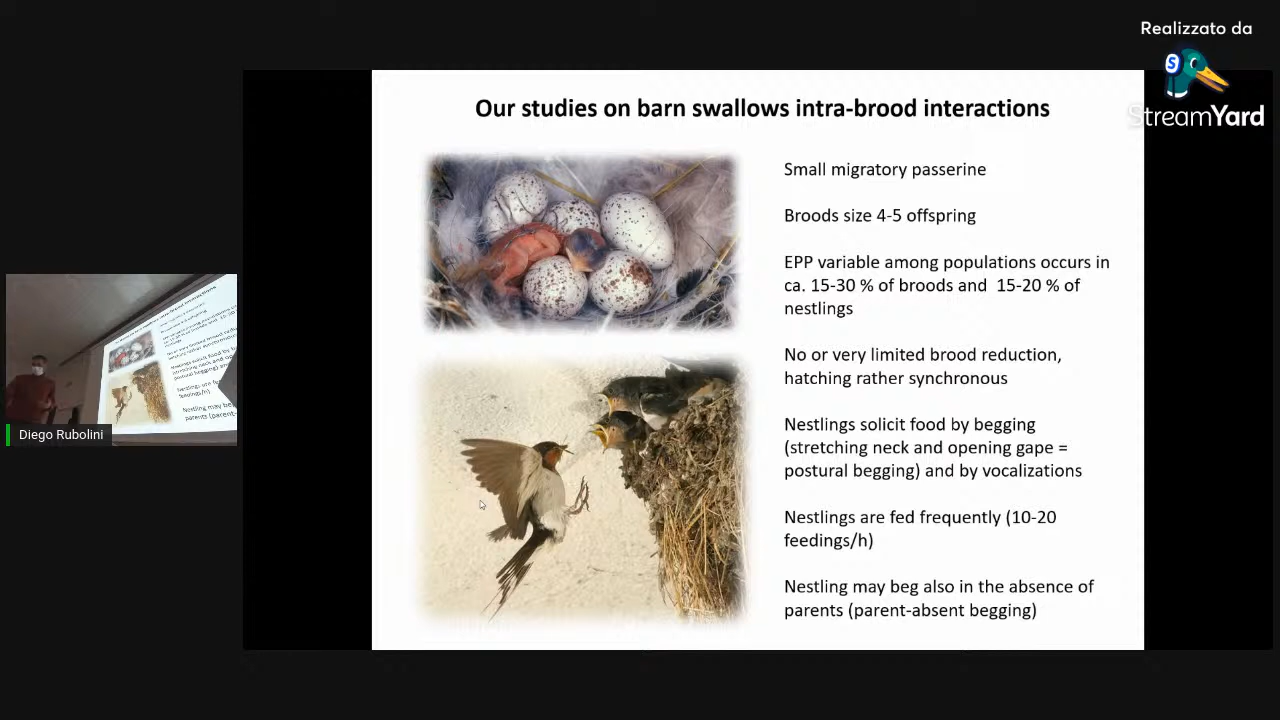 Realizzato da
StreamYard
Our studies on barn swallows intra-brood interactions
Small migratory passerine
Broods size 4-5 offspring
EPP variable among populations occurs in
ca. 15-30 % of broods and 15-20 % of
nestlings
No or very limited brood reduction,
hatching rather synchronous
Nestlings solicit food by begging
(stretching neck and opening gape =
postural begging) and by vocalizations
Nestlings are fed frequently (10-20
feedings/h)
Nestling may beg also in the absence of
parents (parent-absent begging)
Diego Rubolini